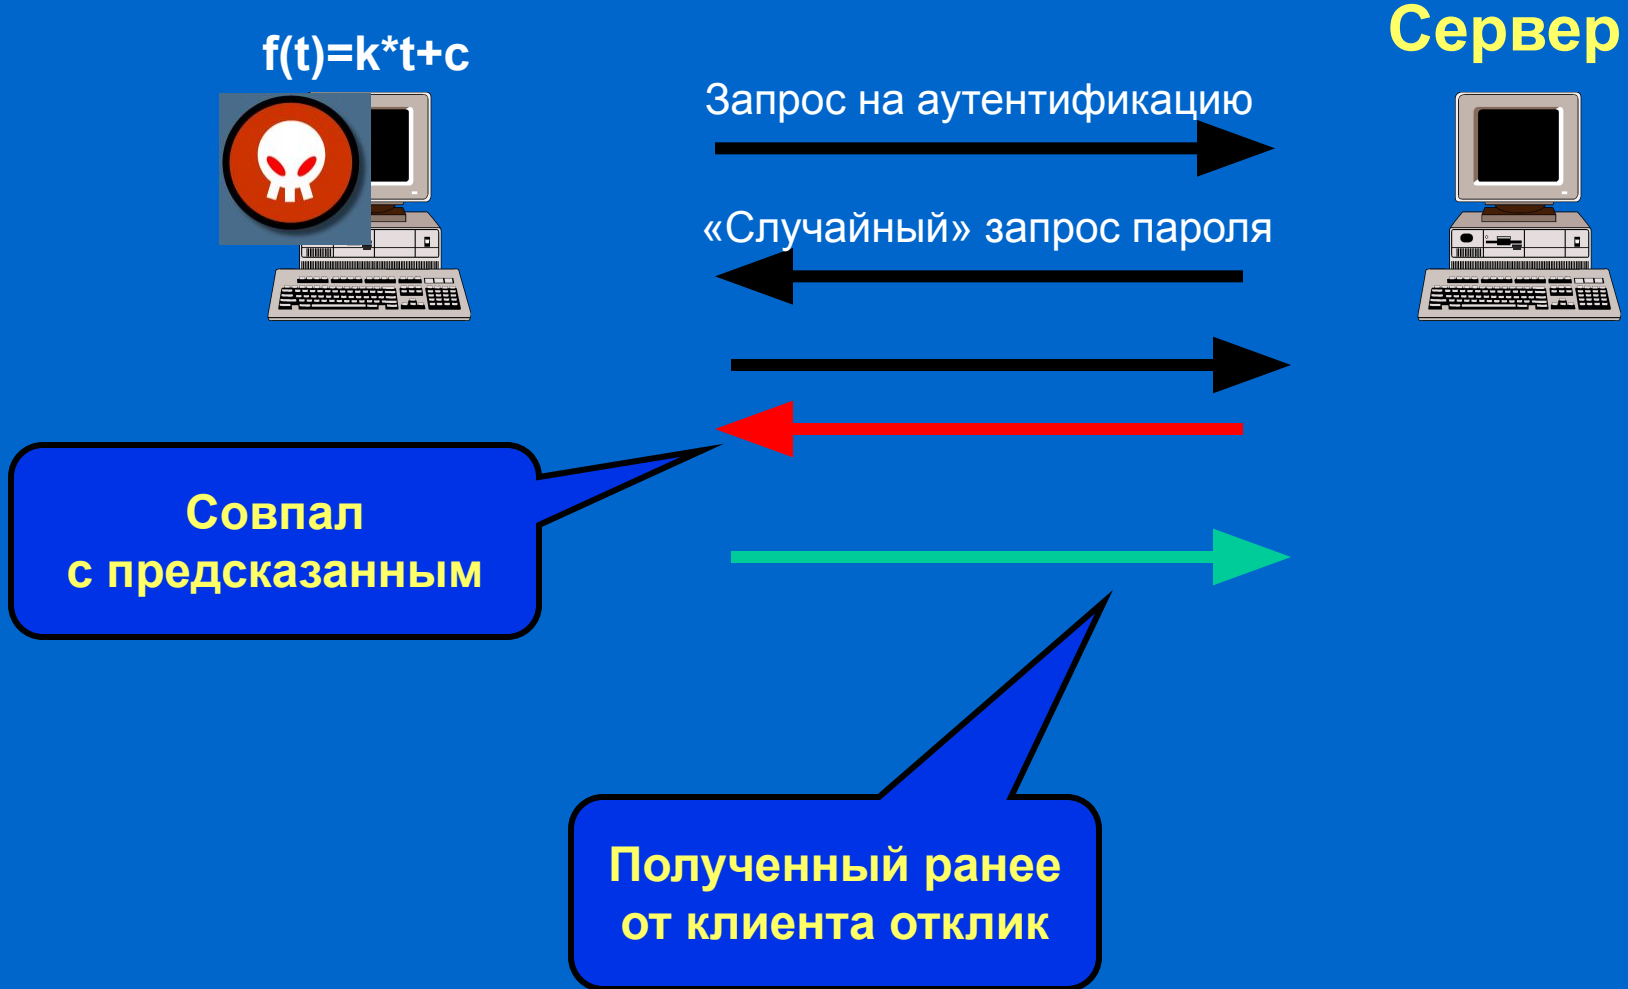 Сервер
f(t)=k*t+c
Запрос на аутентификацию
«Случайный» запрос пароля
Совпал
с предсказанным
Полученный ранее
от клиента отклик